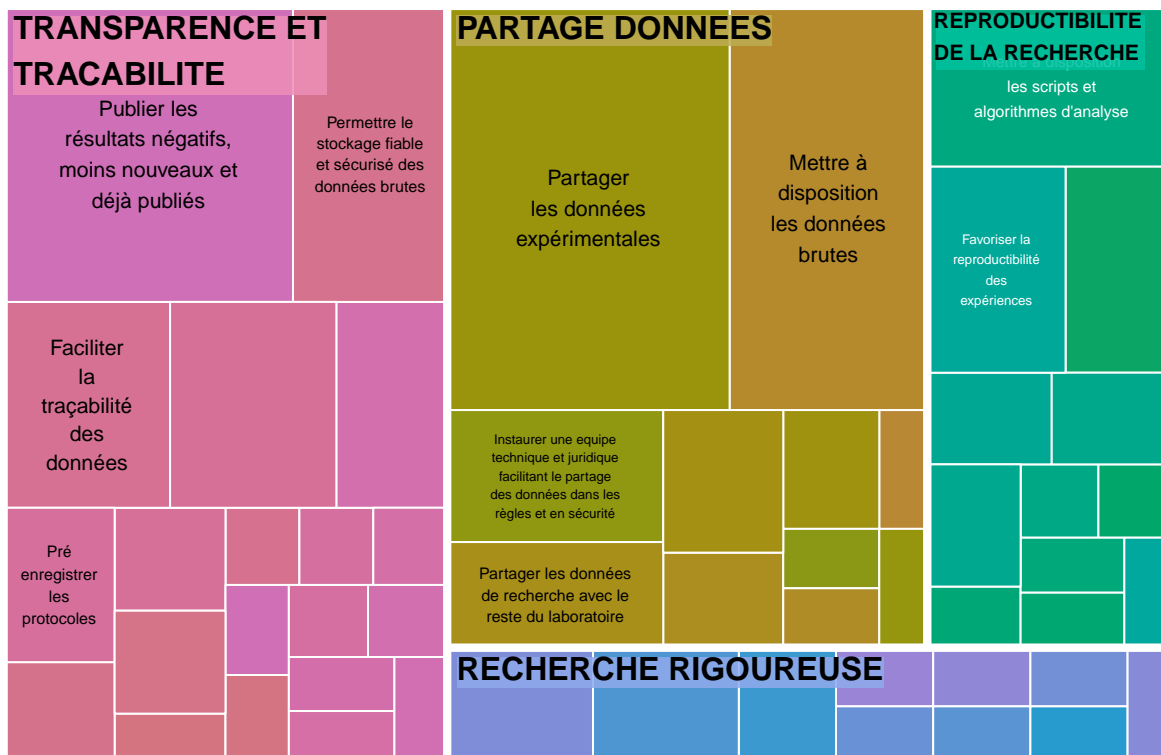 TRANSPARENCE ET
TRACABILITE
Publier les
résultats négatifs,
moins nouveaux et
déjà publiés
Permettre le
stockage fiable
et sécurisé des
données brutes
Faciliter
la
traçabilité
des
données
Pré
enregistrer
les
protocoles
PARTAGE DONNEES
Partager
les données
expérimentales
Mettre à
disposition
les données
brutes
Instaurer une equipe
technique et juridique
facilitant le partage
des données dans les
règles et en sécurité
Partager les données
de recherche avec le
reste du laboratoire
REPRODUCTIBILITE
DE LA RECHERCHE
Mettre à disposition
les scripts et
algorithmes d'analyse
Favoriser la
reproductibilité
des
expériences
RECHERCHE RIGOUREUSE